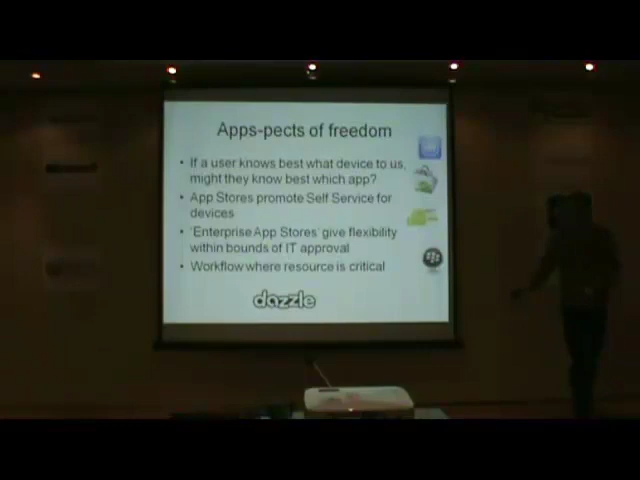 Apps-pects of freedom
• If a user knows best what device to us,
might they know best which app?
• App Stores promote Self Service for
devices
• 'Enterprise App Stores' give flexibility
within bounds of IT approval
• Workflow where resource is critical
dazzle